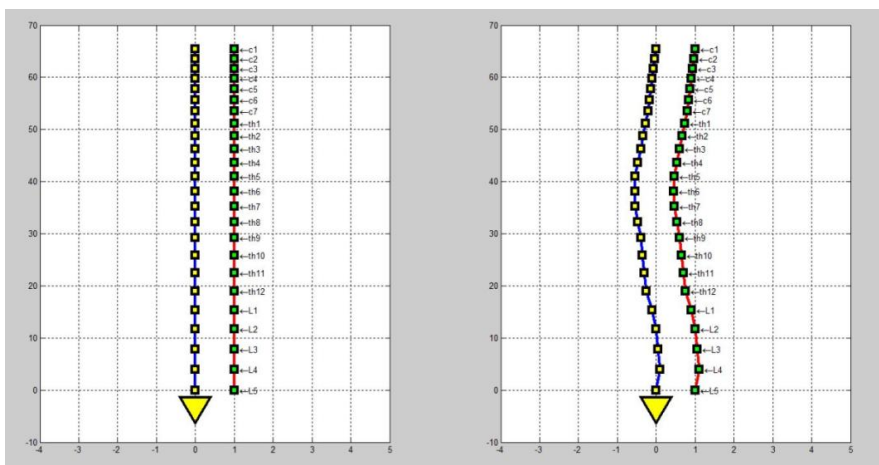 70
60
50
40
30
20
10
0
-10
-4 -3 -2 -1 0 1 2 3 4 5
←c1
←c2
←c3
←c4
←c5
←c6
←c7
←th1
←th2
←th3
←th4
←th5
←th6
←th7
←th8
←th9
←th10
←th11
←th12
←L1
←L2
←L3
←L4
←L5
70
60
50
40
30
20
10
0
-10
-4 -3 -2 -1 0 1 2 3 4 5
←c1
←c2
←c3
←c4
←c5
←c6
←c7
←th1
←th2
←th3
←th4
←th5
←th6
←th7
←th8
←th9
←th10
←th11
←th12
←L1
←L2
←L3
←L4
←L5